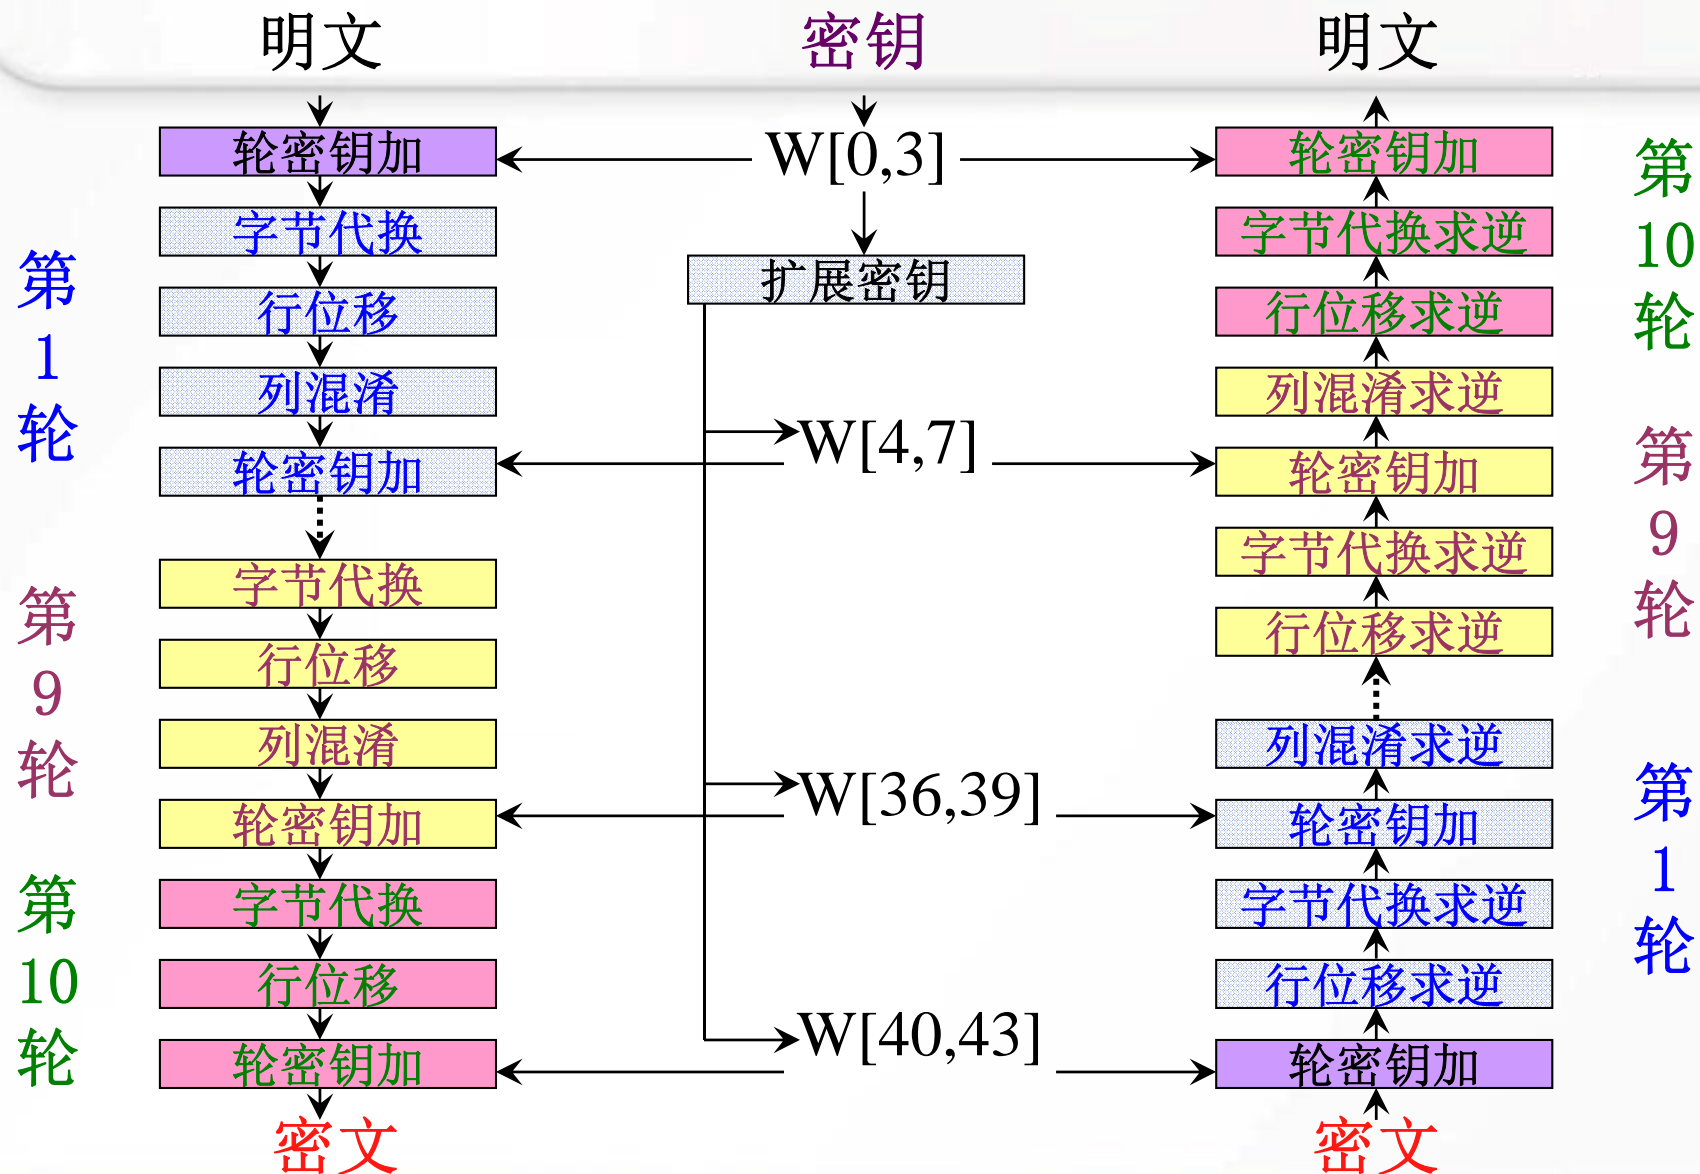 明文
轮密钥加
第1轮
字节代换
行位移
列混淆
轮密钥加
第9轮
字节代换
行位移
列混淆
轮密钥加
第10轮
字节代换
行位移
轮密钥加
密文
密钥
W[0,3]
扩展密钥
W[4,7]
W[36,39]
W[40,43]
明文
轮密钥加
字节代换求逆
行位移求逆
第10轮
列混淆求逆
轮密钥加
字节代换求逆
行位移求逆
第9轮
列混淆求逆
轮密钥加
字节代换求逆
行位移求逆
第1轮
轮密钥加
密文